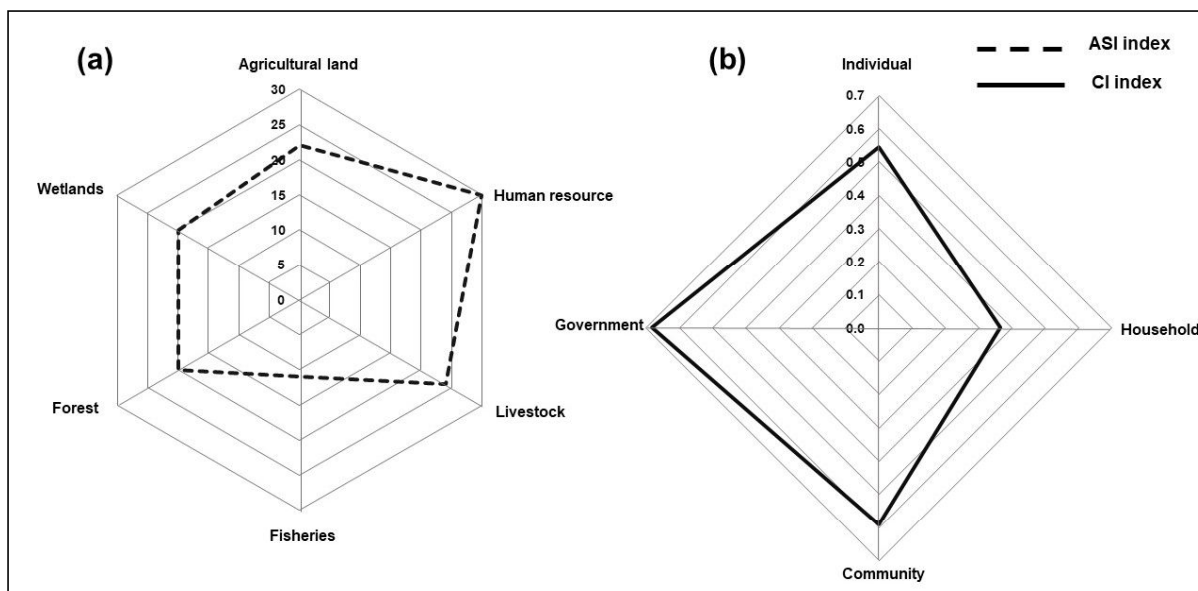 (a)
Agricultural land
30
25
20
15
10
5
0
Human resource
Livestock
Fisheries
Forest
Wetlands
(b)
Individual
0.7
0.6
0.5
0.4
0.3
0.2
0.1
0.0
Household
Community
Government
ASI index
CI index